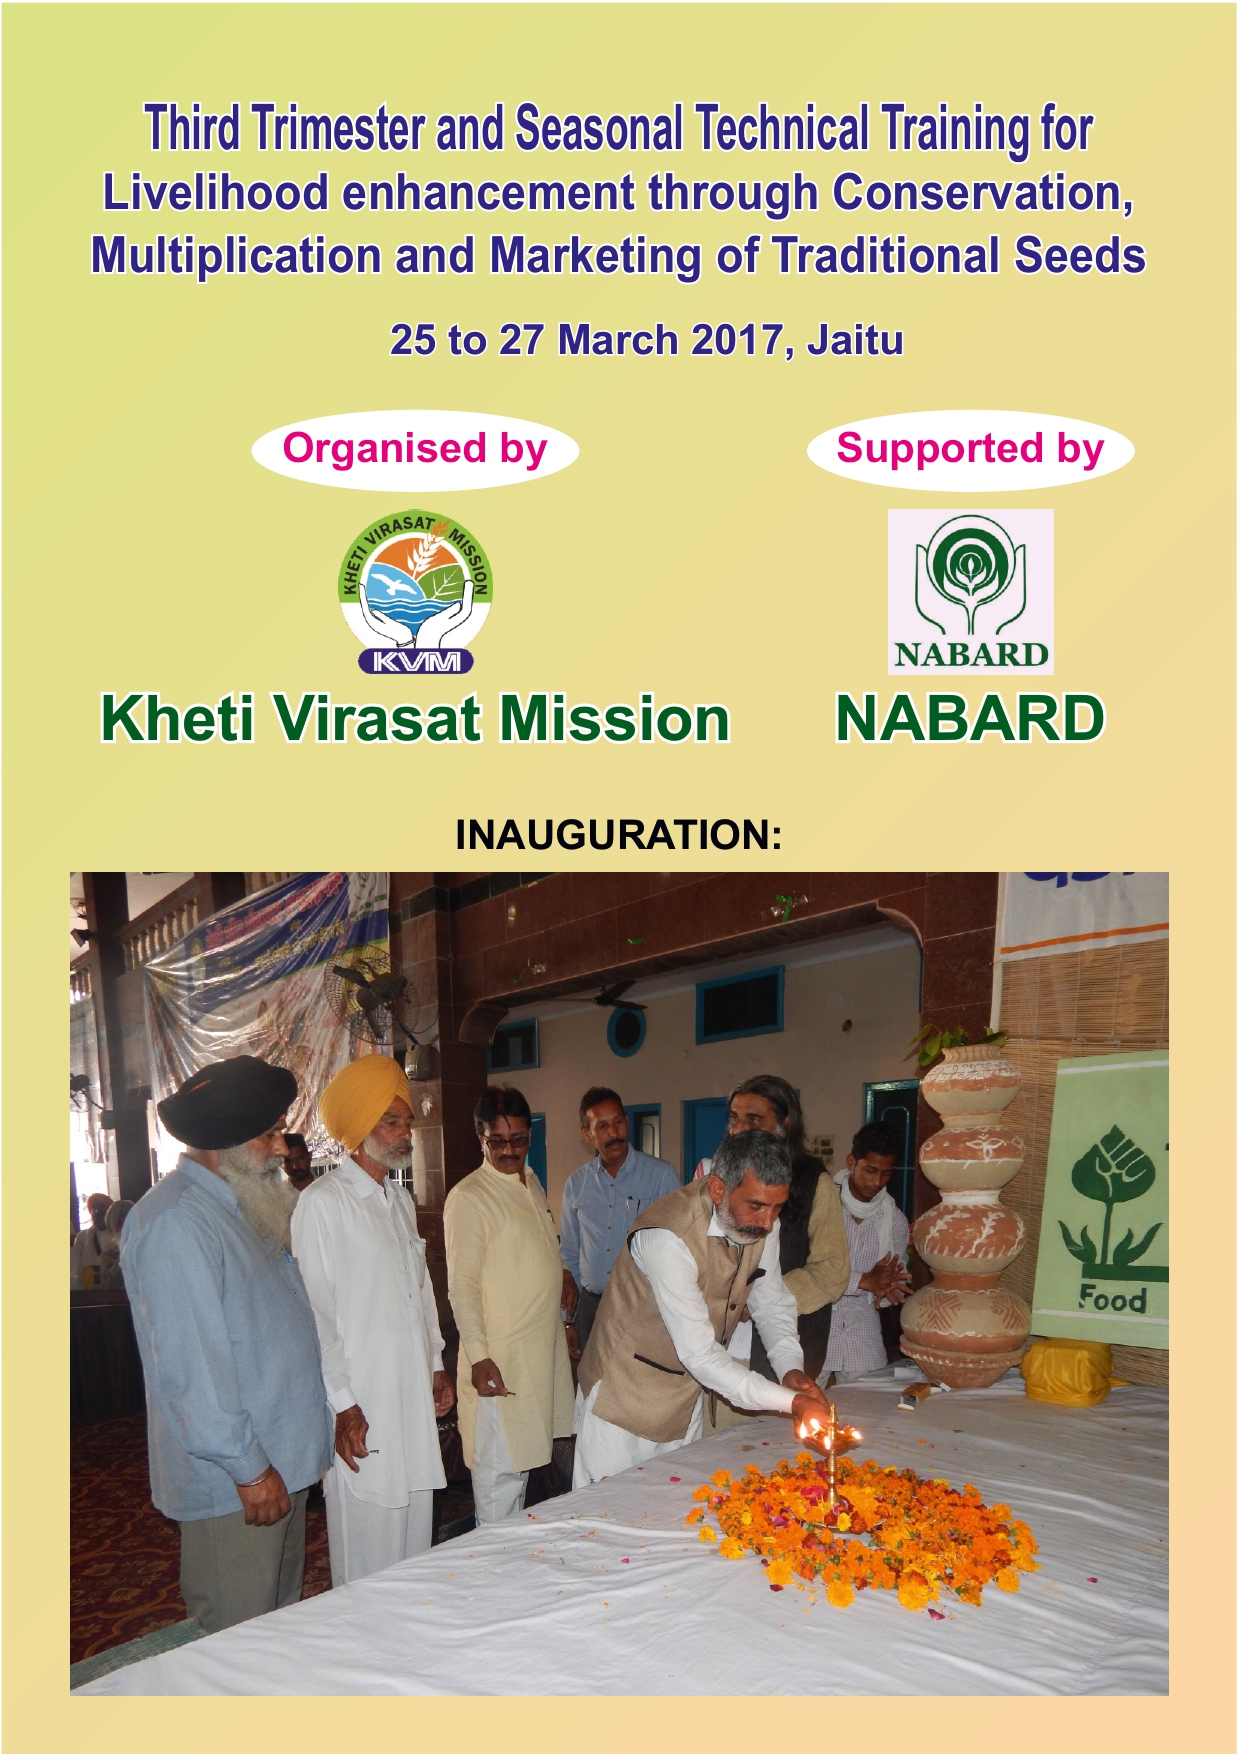 Third Trimester and Seasonal Technical Training for
Livelihood enhancement through Conservation,
Multiplication and Marketing of Traditional Seeds
25 to 27 March 2017, Jaitu
Organised by
Supported by
KHETI VIRASAT MISSION
KVM
NABARD
Kheti Virasat Mission
NABARD
INAUGURATION:
Food